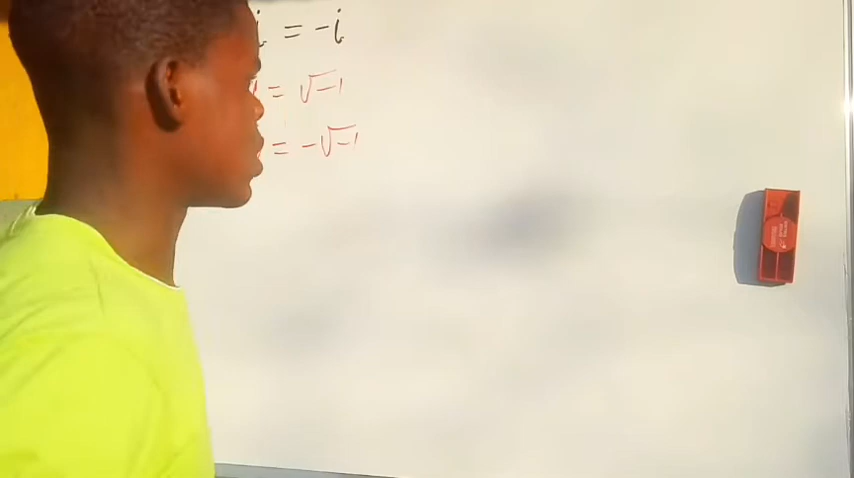 i = -i
= √-1
= -√-1